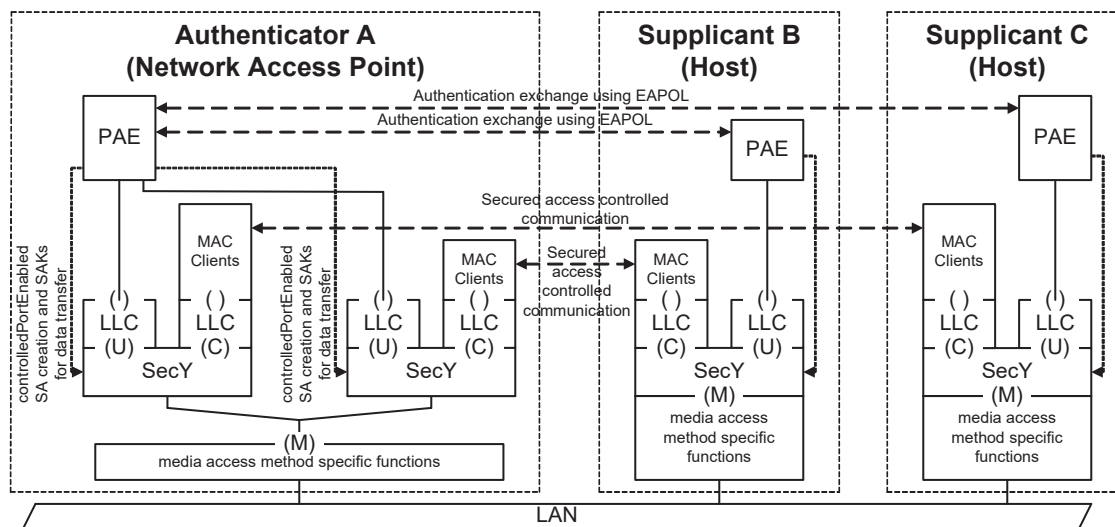 Authenticator A
(Network Access Point)
Supplicant B
(Host)
Supplicant C
(Host)
Authentication exchange using EAPOL
Authentication exchange using EAPOL
PAE
PAE
PAE
Secured access controlled
communication
Secured
access
controlled
communication
controlledPortEnabled
SA creation and SAKs
for data transfer
controlledPortEnabled
SA creation and SAKs
for data transfer
MAC
Clients
MAC
Clients
MAC
Clients
MAC
Clients
( )
LLC
(U)
( )
LLC
(C)
( )
LLC
(U)
( )
LLC
(C)
( )
LLC
(C)
( )
LLC
(U)
( )
LLC
(C)
( )
LLC
(U)
SecY
SecY
SecY
SecY
(M)
media access method specific functions
(M)
media access
method specific
functions
(M)
media access
method specific
functions
LAN